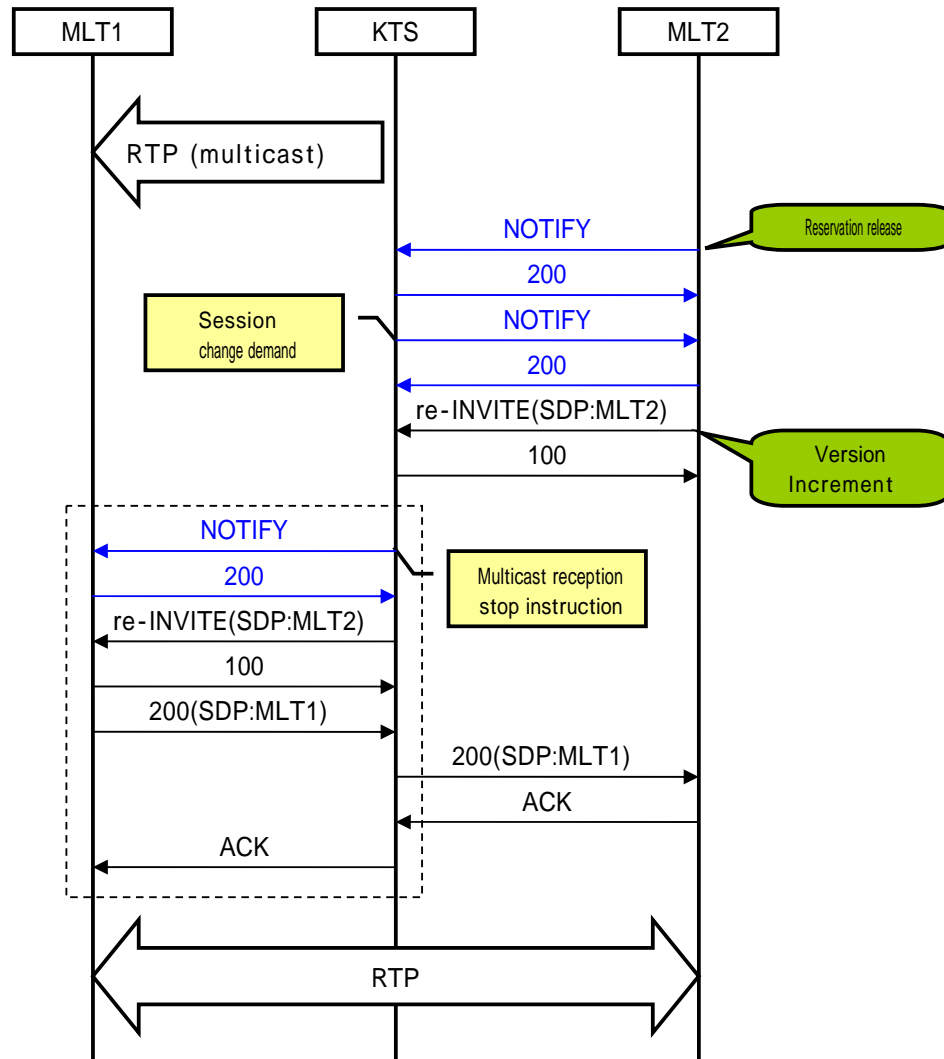 MLT1
KTS
MLT2
RTP (multicast)
Reservation release
NOTIFY
200
Session
change demand
NOTIFY
200
re-INVITE(SDP:MLT2)
100
Version
Increment
NOTIFY
200
Multicast reception
stop instruction
re-INVITE(SDP:MLT2)
100
200(SDP:MLT1)
200(SDP:MLT1)
ACK
ACK
RTP